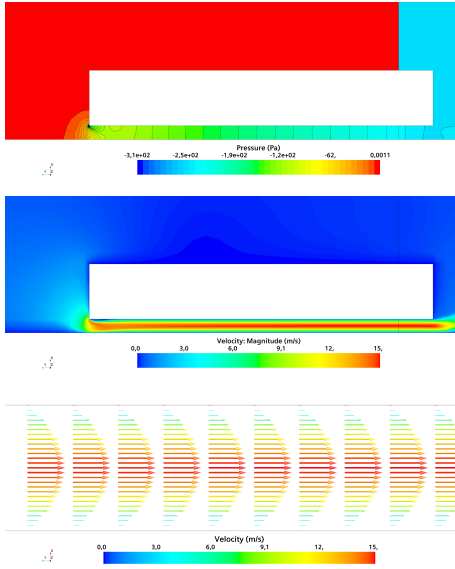 Pressure (Pa)
-3,1e+02 -2,5e+02 -1,9e+02 -1,2e+02 -62, 0,0011
Velocity: Magnitude (m/s)
0,0 3,0 6,0 9,1 12, 15,
Velocity (m/s)
0,0 3,0 6,0 9,1 12, 15,